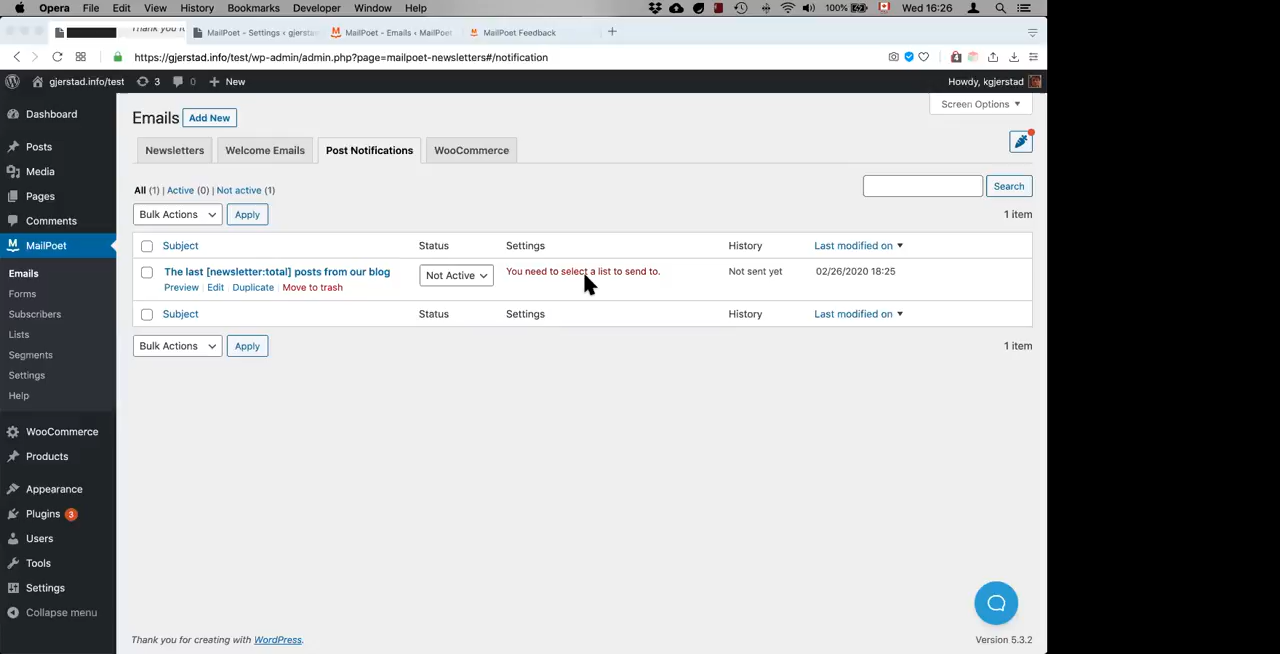 Opera File Edit View History Bookmarks Developer Window Help 100% Wed 16:26
Thank you MailPoet - Settings ‹ gjerstad MailPoet - Emails ‹ MailPoet MailPoet Feedback
https://gjerstad.info/test/wp-admin/admin.php?page=mailpoet-newsletters#/notification 4
gjerstad.info/test 3 0 New Howdy, kgjerstad
Screen Options
Emails Add New
Newsletters Welcome Emails Post Notifications WooCommerce
All (1) | Active (0) | Not active (1)
Search
Bulk Actions Apply 1 item
Subject Status Settings History Last modified on
The last [newsletter:total] posts from our blog Not Active You need to select a list to send to. Not sent yet 02/26/2020 18:25
Preview | Edit | Duplicate | Move to trash
Subject Status Settings History Last modified on
Bulk Actions Apply 1 item
Dashboard
Posts
Media
Pages
Comments
MailPoet
Emails
Forms
Subscribers
Lists
Segments
Settings
Help
WooCommerce
Products
Appearance
Plugins 3
Users
Tools
Settings
Collapse menu
Thank you for creating with WordPress. Version 5.3.2